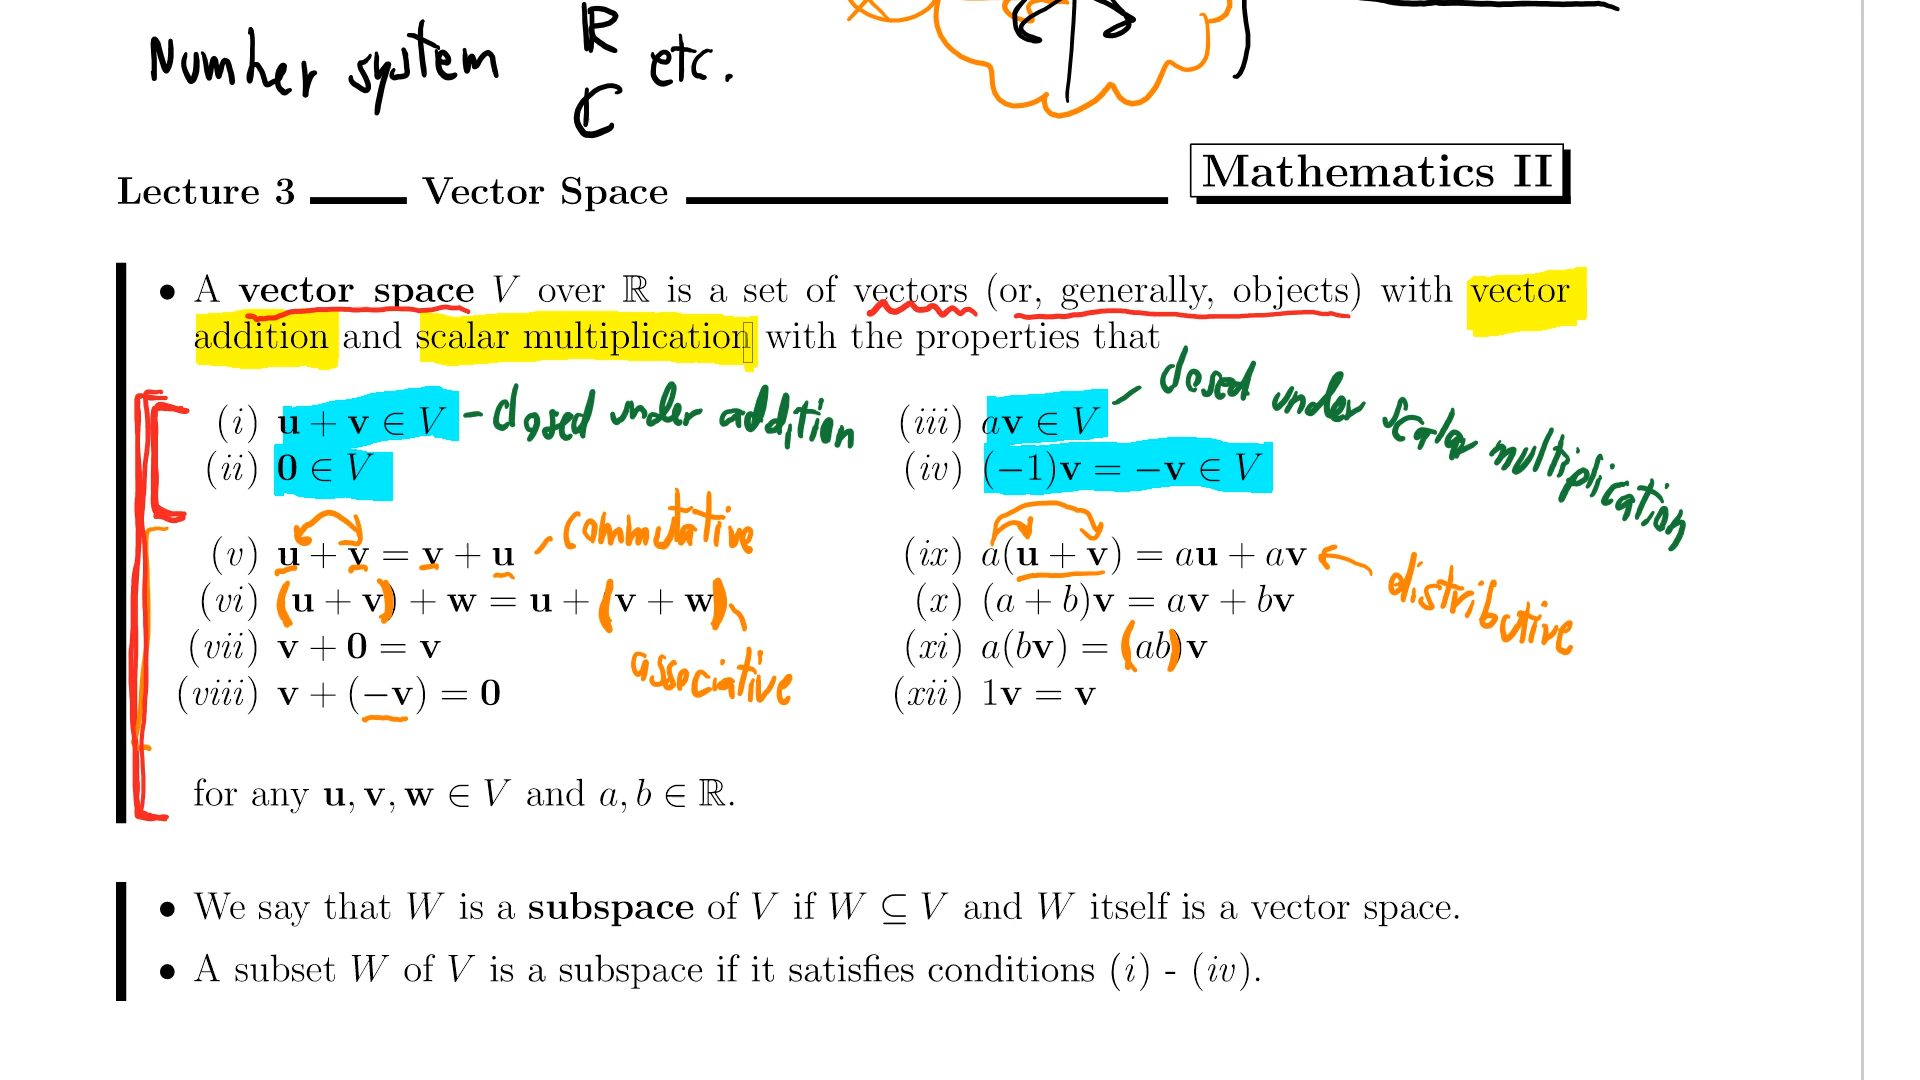 Number system ℝ etc.
ℂ
Lecture 3 Vector Space Mathematics II
• A vector space V over ℝ is a set of vectors (or, generally, objects) with vector
addition and scalar multiplication with the properties that
(i) u + v ∈ V - closed under addition
(ii) 0 ∈ V
(iii) av ∈ V - closed under scalar multiplication
(iv) (−1)v = −v ∈ V
(v) u + v = v + u commutative
(vi) (u + v) + w = u + (v + w) associative
(vii) v + 0 = v
(viii) v + (−v) = 0
(ix) a(u + v) = au + av ← distributive
(x) (a + b)v = av + bv
(xi) a(bv) = (ab)v
(xii) 1v = v
for any u, v, w ∈ V and a, b ∈ ℝ.
• We say that W is a subspace of V if W ⊆ V and W itself is a vector space.
• A subset W of V is a subspace if it satisfies conditions (i) - (iv).